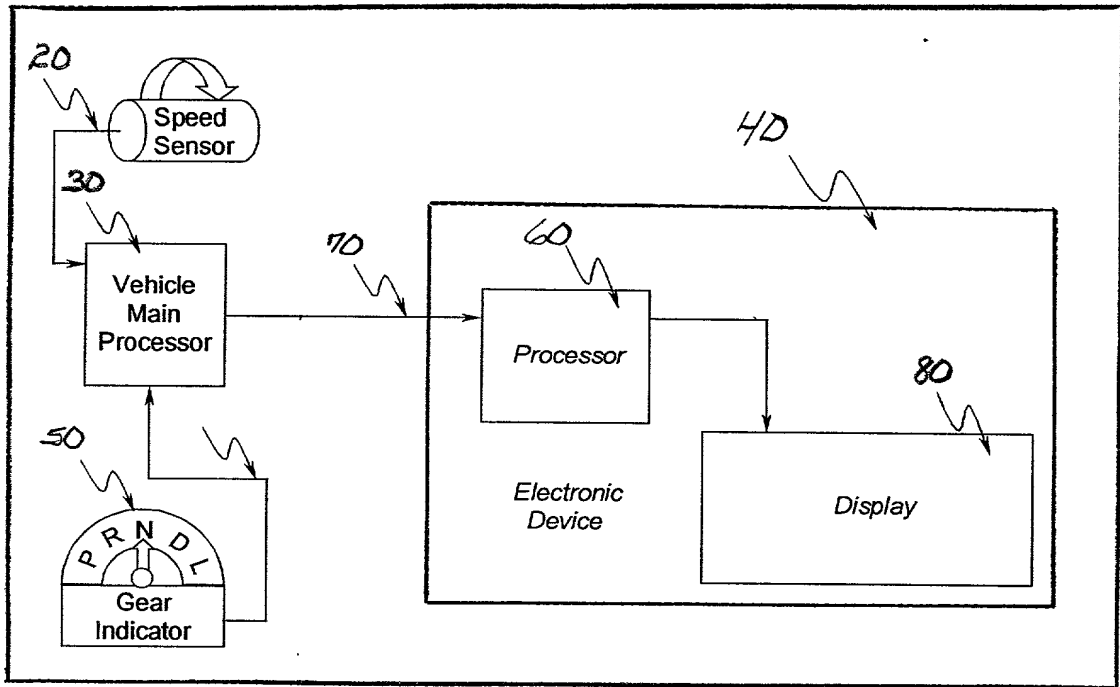 20
Speed
Sensor
30
Vehicle
Main
Processor
70
40
60
Processor
80
Electronic
Device
Display
50
P R N D L
Gear
Indicator